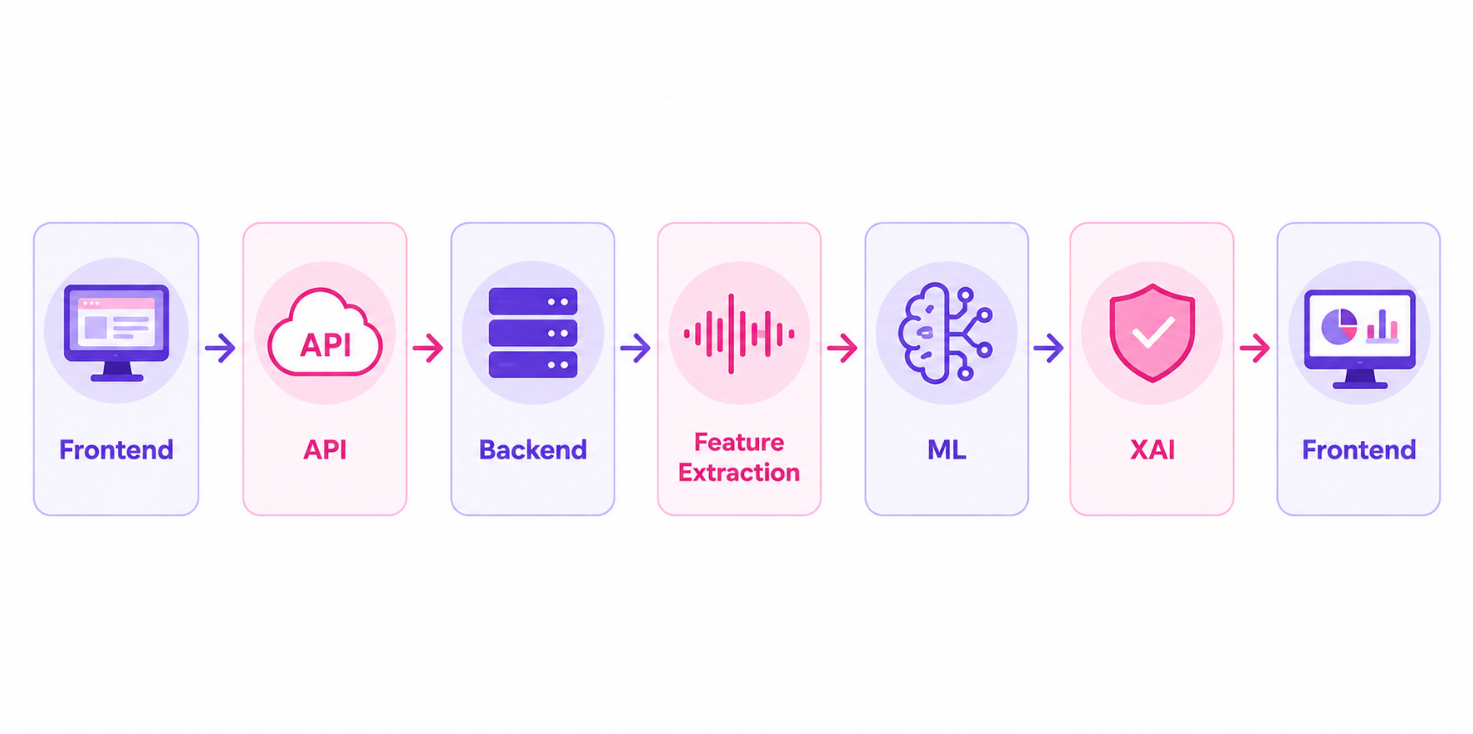 Frontend
API
API
Backend
Feature
Extraction
ML
XAI
Frontend